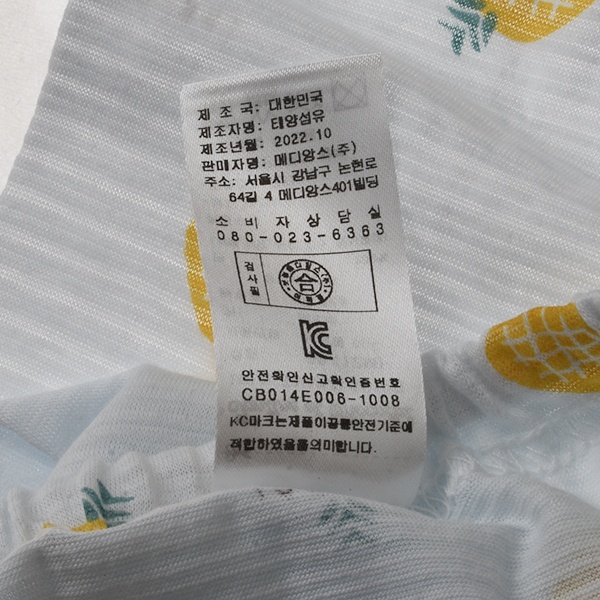 제 조 국: 대한민국
제조자명: 태양섬유
제조년월: 2022.10
판매자명: 메디앙스(주)
주소: 서울시 강남구 논현로
64길 4 메디앙스401빌딩
소 비 자 상 담 실
080-023-6363
검사필
合
KC
안전확인신고확인증번호
CB014E006-1008
KC마크는제품이공통안전기준에
적합하였음을의미합니다.